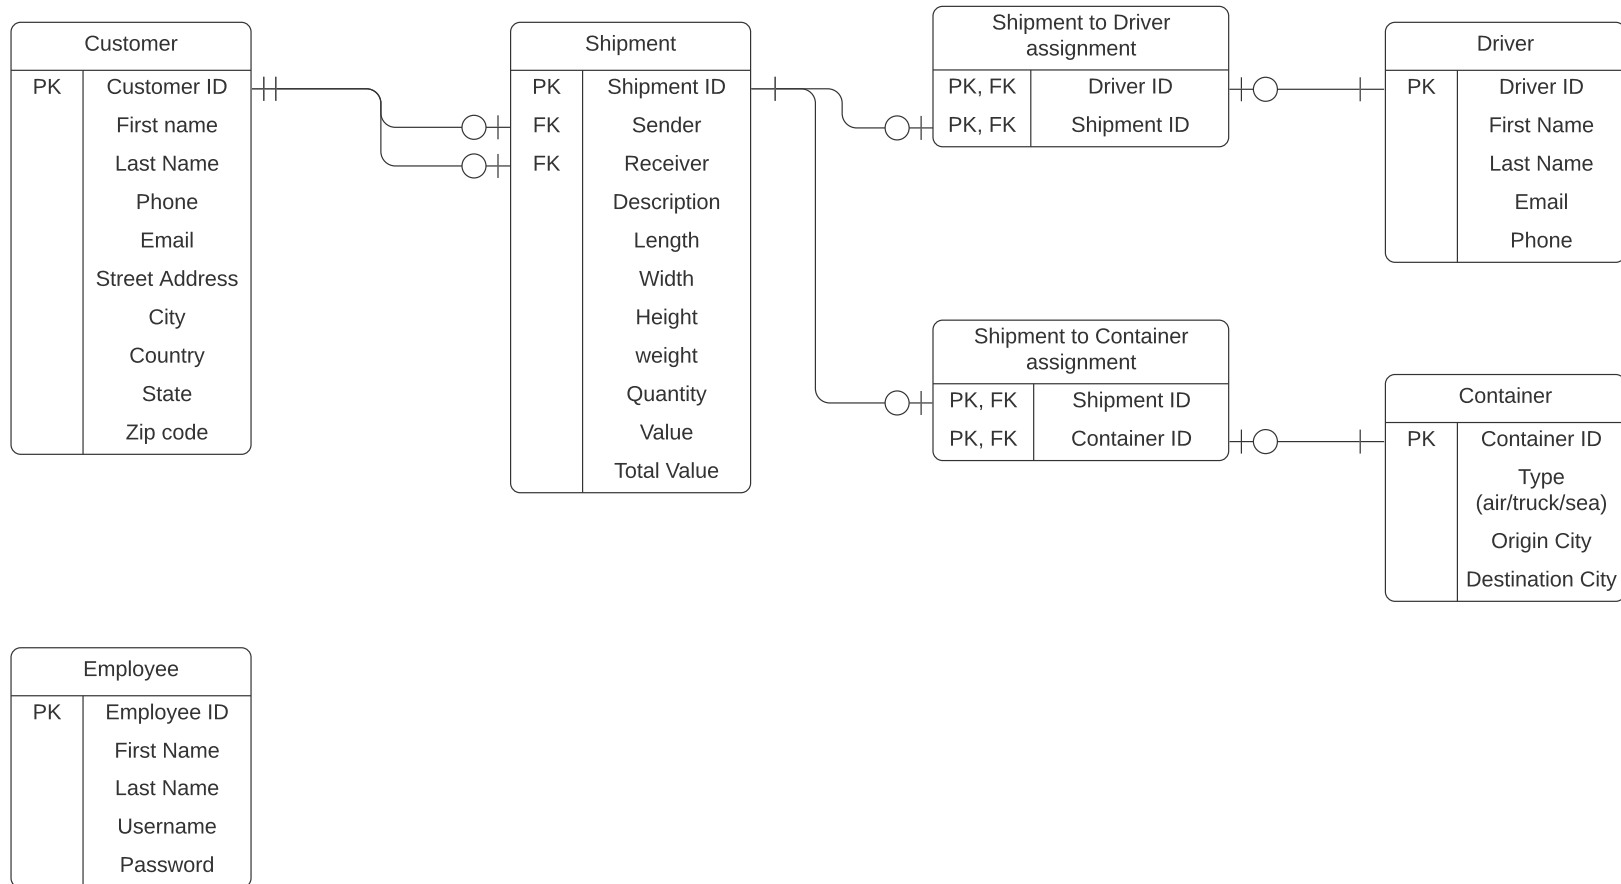 Customer
PK Customer ID
First name
Last Name
Phone
Email
Street Address
City
Country
State
Zip code
Shipment
PK Shipment ID
FK Sender
FK Receiver
Description
Length
Width
Height
weight
Quantity
Value
Total Value
Shipment to Driver
assignment
PK, FK Driver ID
PK, FK Shipment ID
Driver
PK Driver ID
First Name
Last Name
Email
Phone
Shipment to Container
assignment
PK, FK Shipment ID
PK, FK Container ID
Container
PK Container ID
Type
(air/truck/sea)
Origin City
Destination City
Employee
PK Employee ID
First Name
Last Name
Username
Password